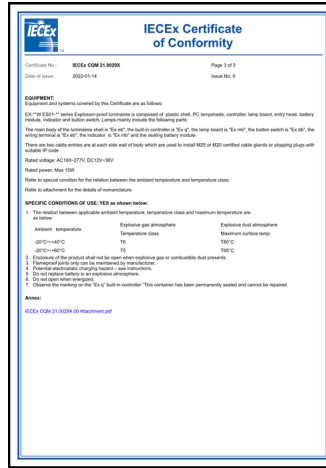 IECEx
TM
IECEx Certificate
of Conformity
Certificate No.: IECEx CQM 21.0029X Page 3 of 3
Date of issue: 2022-01-14 Issue No: 0
EQUIPMENT:
Equipment and systems covered by this Certificate are as follows:
EX-**W ES01-** series Explosion-proof luminaires is composed of plastic shell, PC lampshade, controller, lamp board, entry head, battery
module, indicator and button switch. Lamps mainly include the following parts:
The main body of the luminaires shell is "Ex eb", the built-in controller is "Ex q", the lamp board is "Ex mb", the button switch is "Ex db", the
wiring terminal is "Ex eb", the indicator is "Ex mb" and the sealing battery module.
There are two cable entries are at each side wall of body which are used to install M25 or M20 certified cable glands or stopping plugs with
suitable IP code.
Rated voltage: AC100~277V, DC12V~36V
Rated power: Max 15W
Refer to special condition for the relation between the ambient temperature and temperature class.
Refer to attachment for the details of nomenclature.
SPECIFIC CONDITIONS OF USE: YES as shown below:
1. The relation between applicable ambient temperature, temperature class and maximum temperature are
as below:
Explosive gas atmosphere Explosive dust atmosphere
Ambient temperature
Temperature class Maximum surface temp
-20°C~+40°C T6 T80°C
-20°C~+60°C T5 T95°C
2. Enclosure of the product shall not be open when explosive gas or combustible dust presents.
3. Flameproof joints only can be maintained by manufacturer.
4. Potential electrostatic charging hazard – see instructions.
5. Do not replace battery in an explosive atmosphere.
6. Do not open when energized.
7. Observe the marking on the "Ex q" built-in controller "This container has been permanently sealed and cannot be repaired.
Annex:
IECEx CQM 21.0029X 00 Attachment.pdf